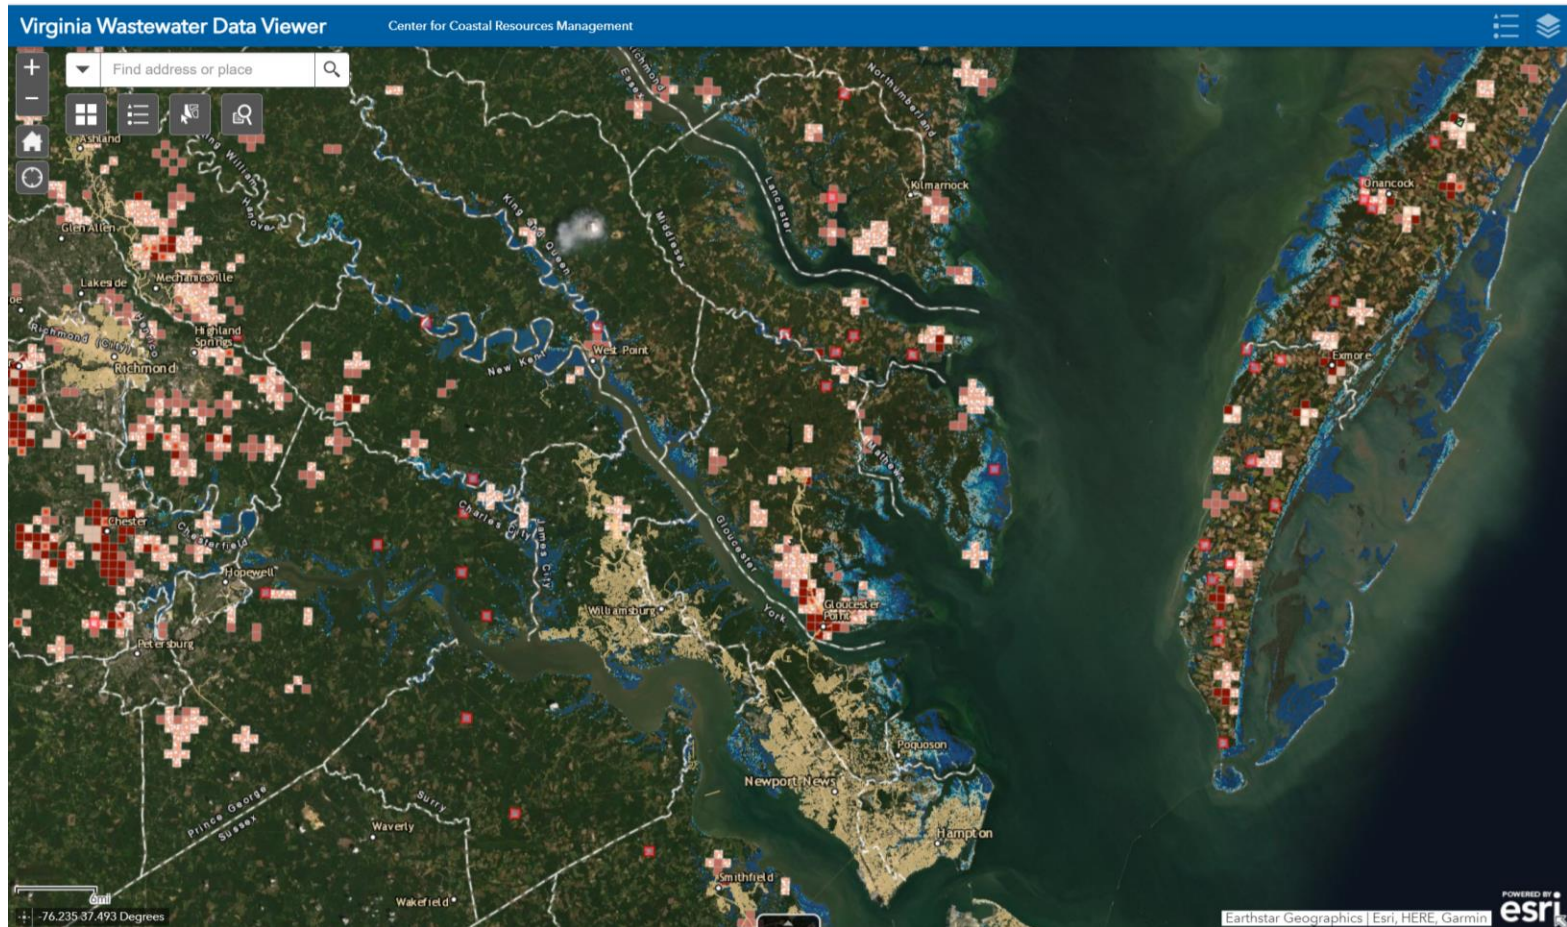 Virginia Wastewater Data Viewer
Center for Coastal Resources Management
+
Find address or place
−
Richmond
Essex
Northumberland
Ashland
King William
Hanover
Lancaster
Kilmarnock
Onancock
Glen Allen
King and Queen
Middlesex
Lakeside
Mechanicsville
Henrico
Richmond (City)
Highland
Springs
Richmond
New Kent
West Point
Exmore
Mathews
Chester
Charles City
James City
Gloucester
Chesterfield
Hopewell
Williamsburg
York
Gloucester
Point
Petersburg
Poquoson
Newport News
Prince George
Sussex
Surry
Waverly
Hampton
Smithfield
Wakefield
6mi
-76.235 37.493 Degrees
Earthstar Geographics | Esri, HERE, Garmin
POWERED BY
esri